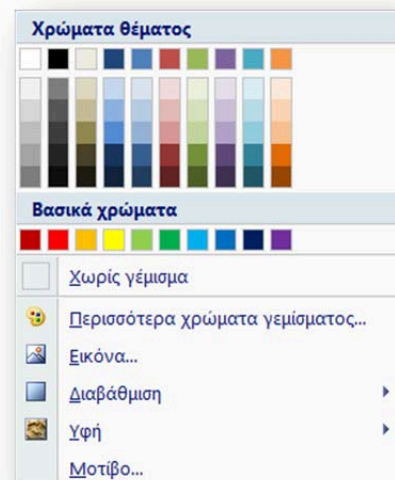 Χρώματα θέματος
Βασικά χρώματα
Χωρίς γέμισμα
Περισσότερα χρώματα γεμίσματος...
Εικόνα...
Διαβάθμιση
Υφή
Μοτίβο...